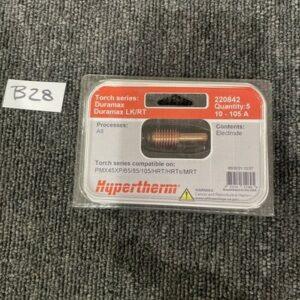 B28
Torch series:
Duramax
Duramax LK/RT
220842
Quantity: 5
10 - 105 A
Processes:
All
Contents:
Electrode
Torch series compatible on:
PMX45XP/65/85/105/HRT/HRTs/MRT
Hypertherm
WARNING: